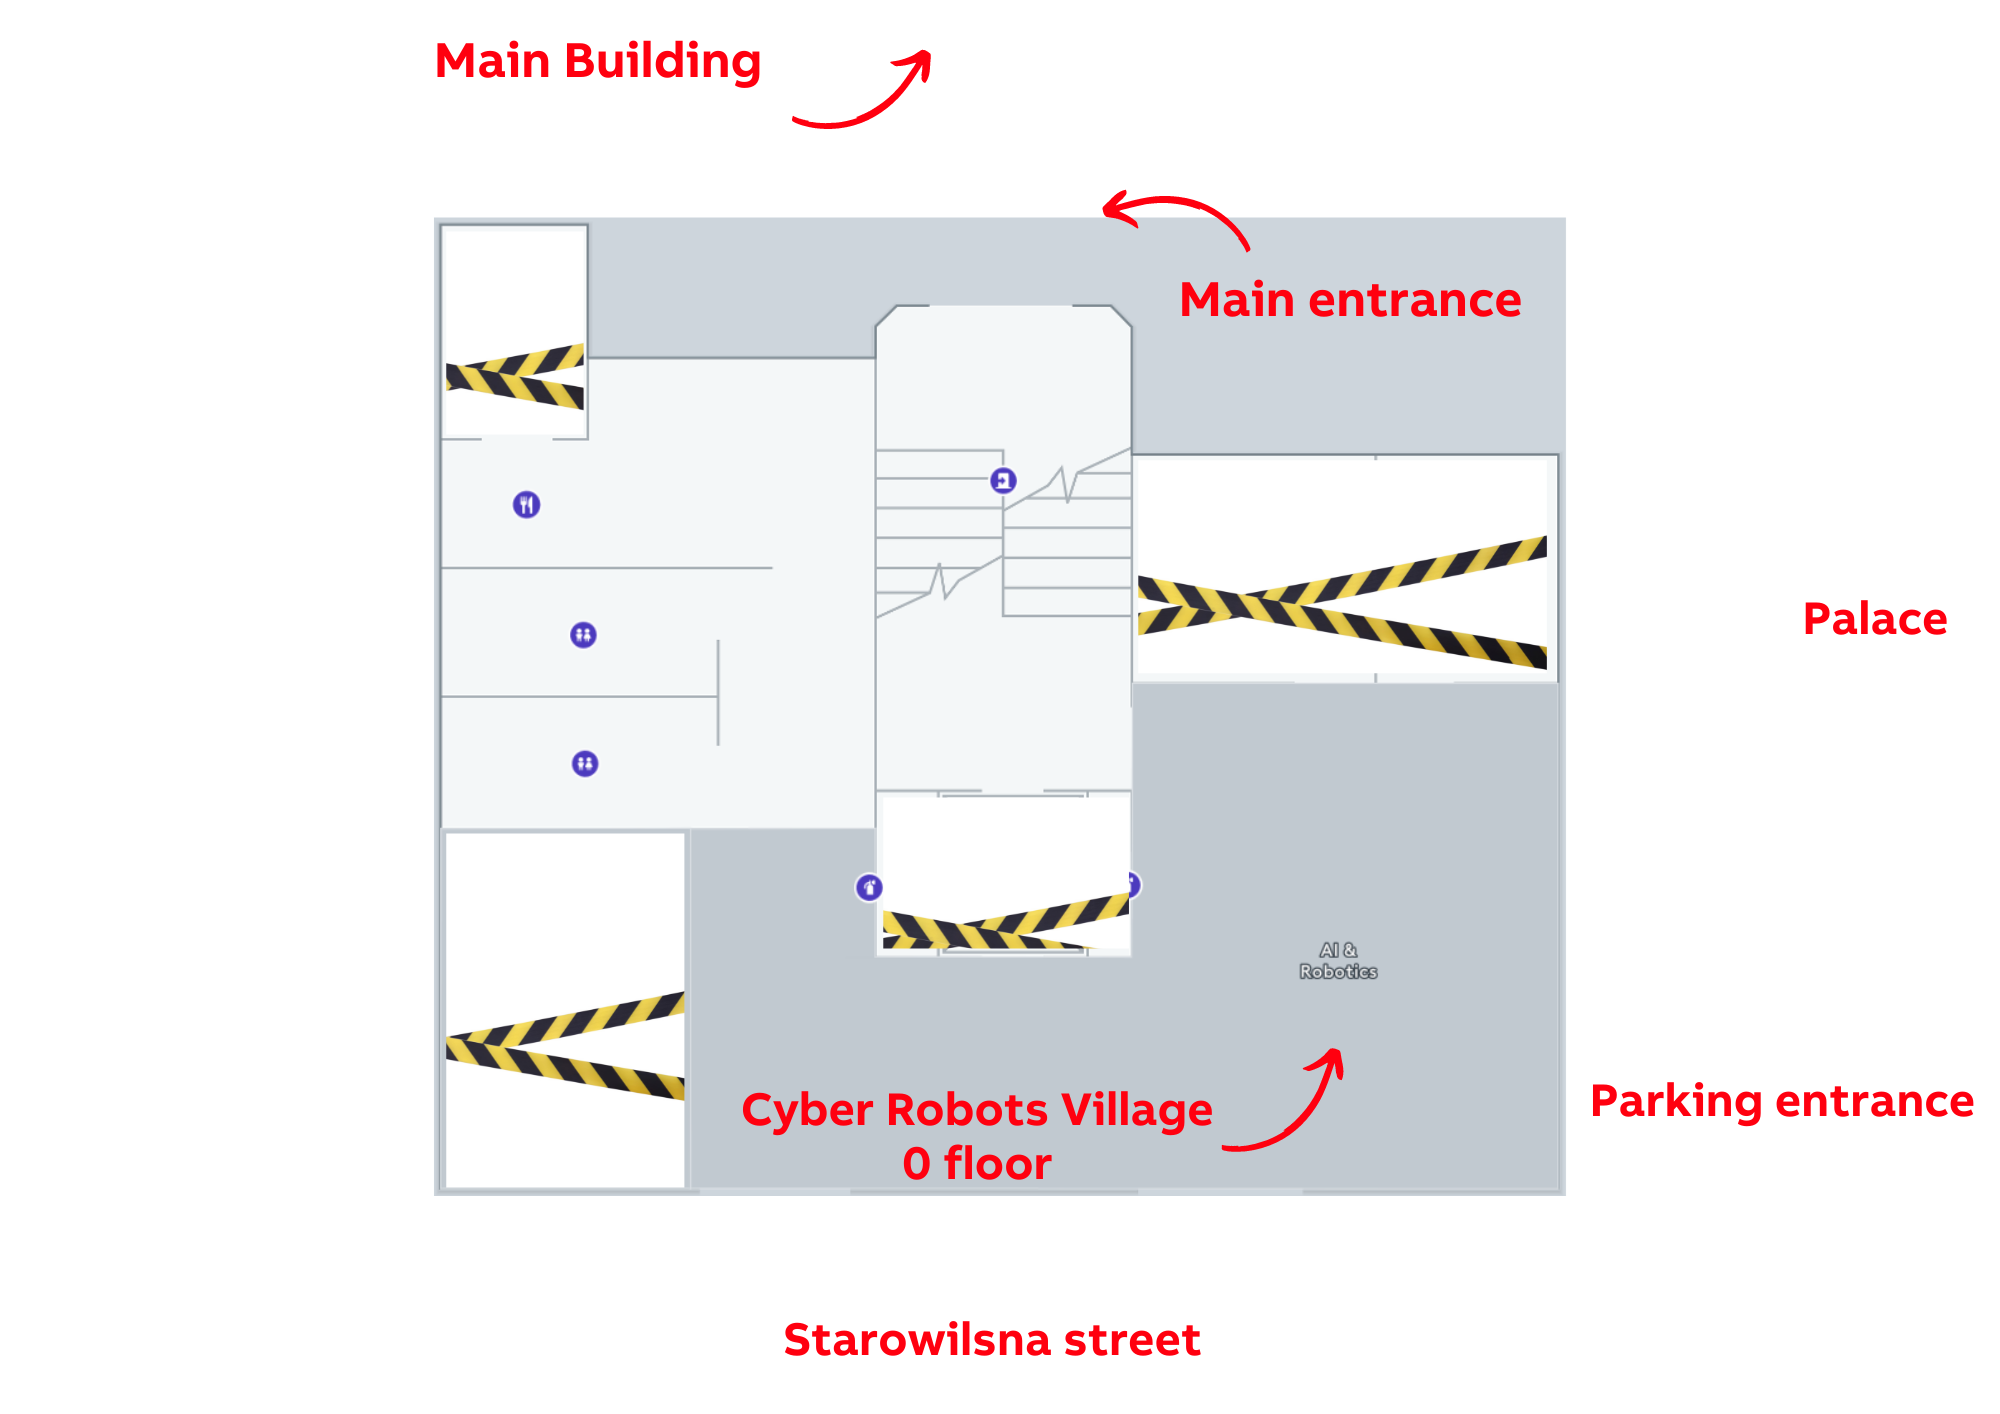 Main Building
Main entrance
Palace
AI &
Robotics
Parking entrance
Cyber Robots Village
0 floor
Starowilsna street